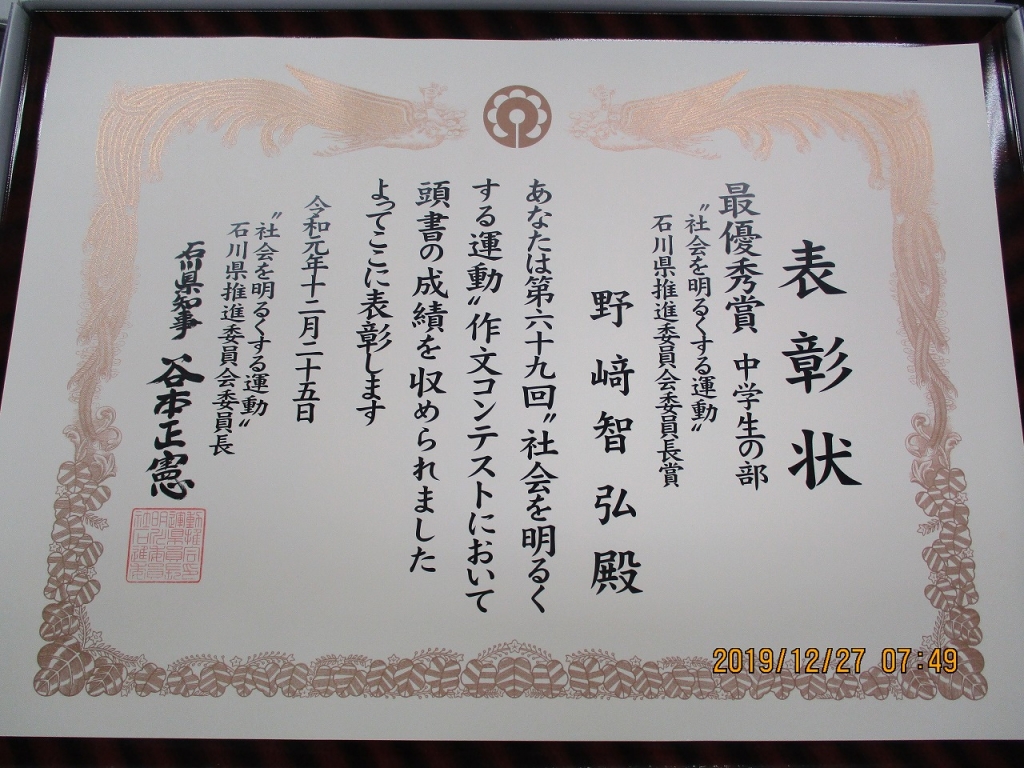 表彰状
最優秀賞 中学生の部
〝社会を明るくする運動〟
石川県推進委員会委員長賞
野﨑智弘殿
あなたは第六十九回〝社会を明るく
する運動〟作文コンテストにおいて
頭書の成績を収められました
よってここに表彰します
令和元年十二月二十五日
〝社会を明るくする運動〟
石川県推進委員会委員長
石川県知事 谷本正憲
2019/12/27 07:49